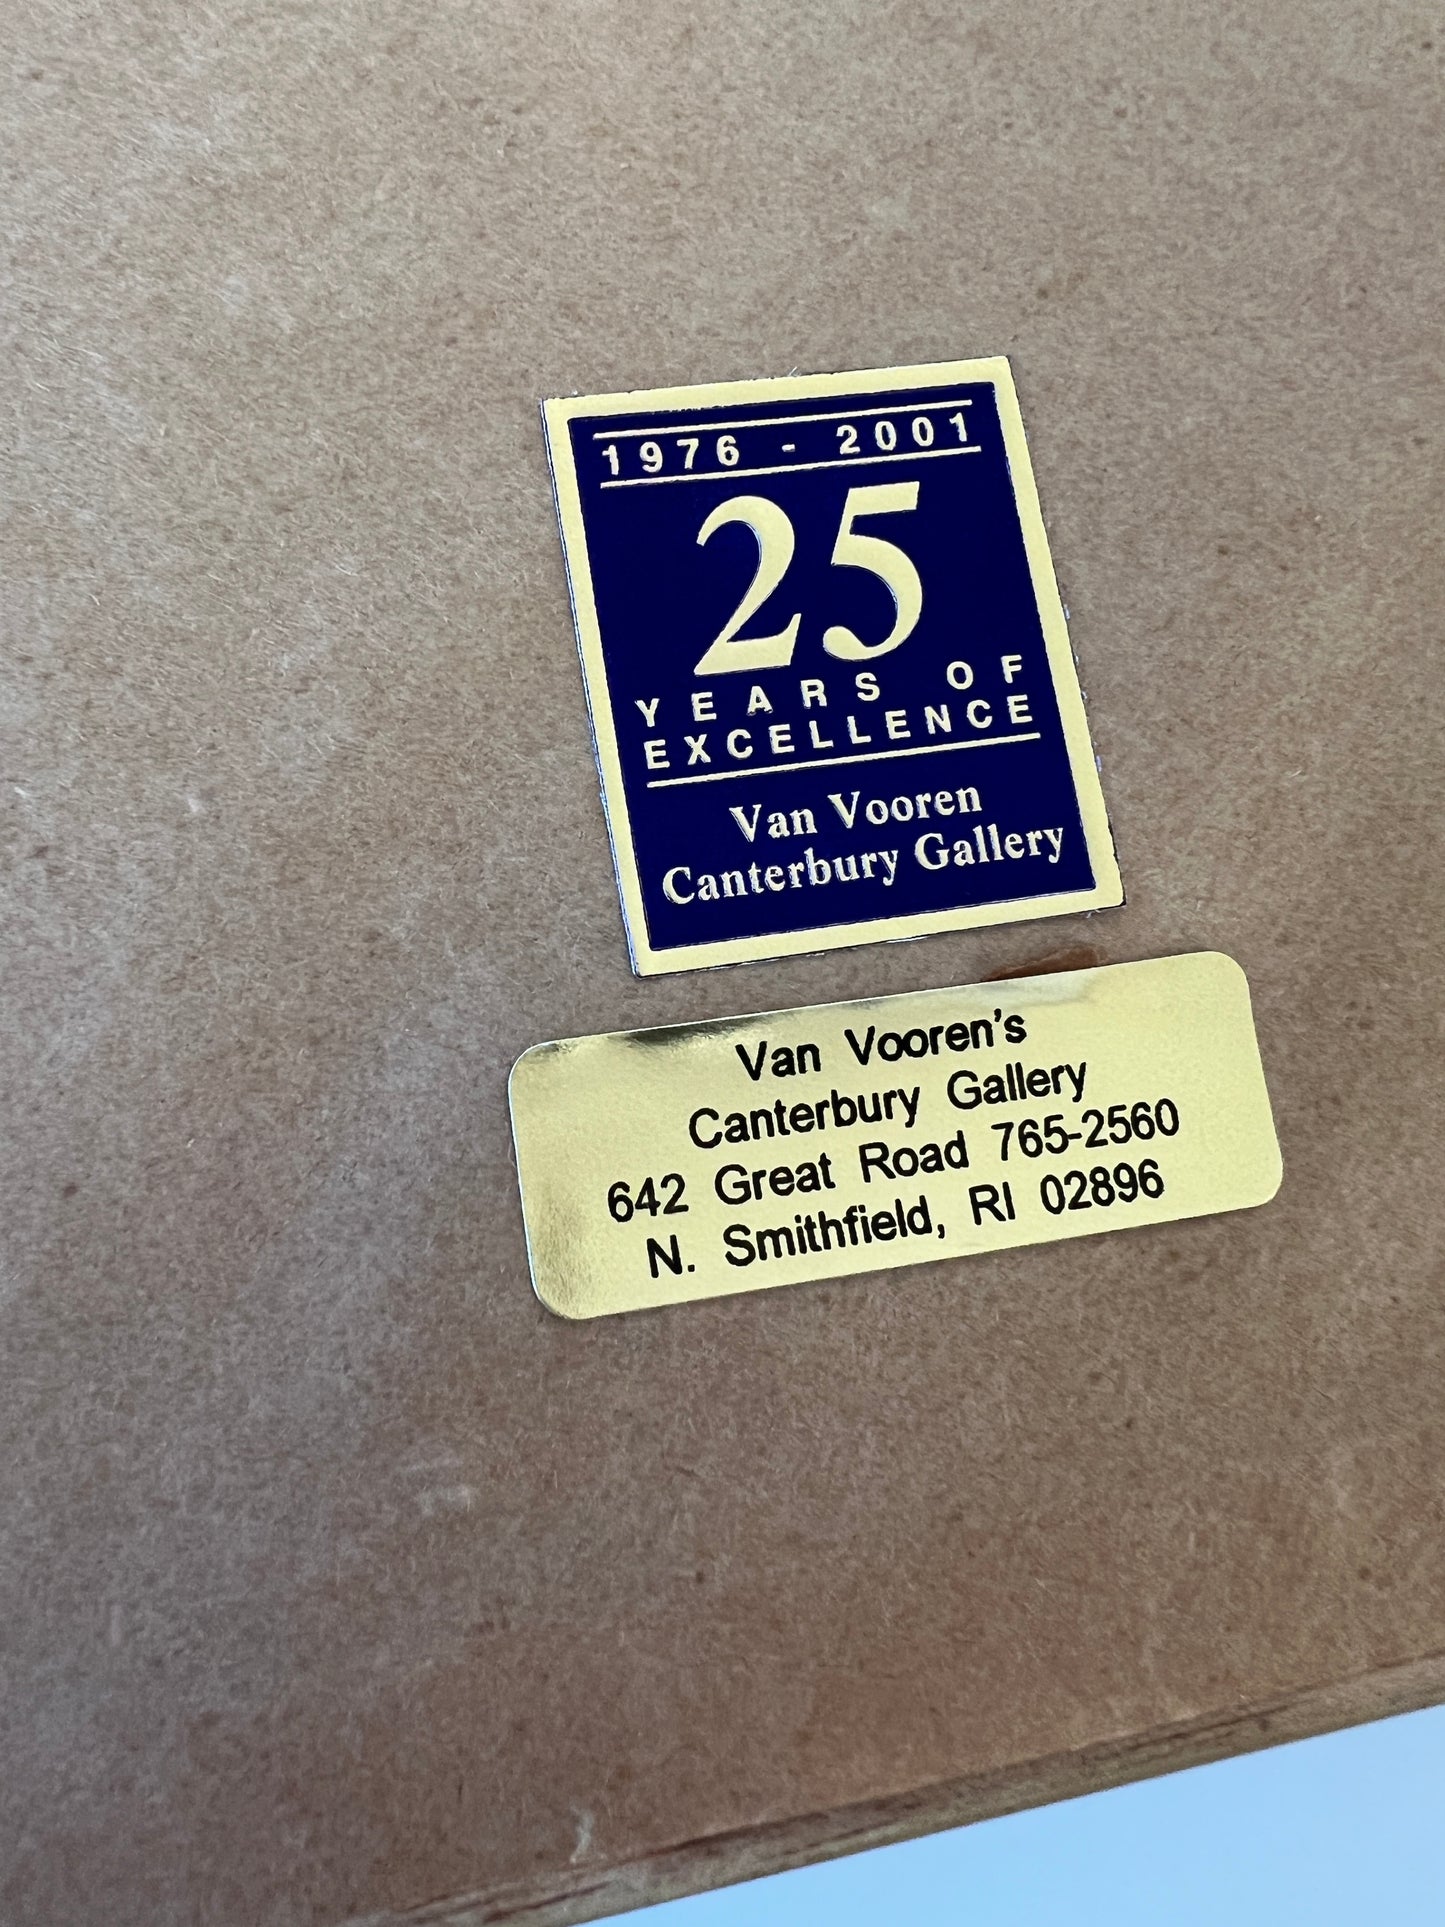 1976 - 2001
25
YEARS OF
EXCELLENCE
Van Vooren
Canterbury Gallery
Van Vooren's
Canterbury Gallery
642 Great Road 765-2560
N. Smithfield, RI 02896